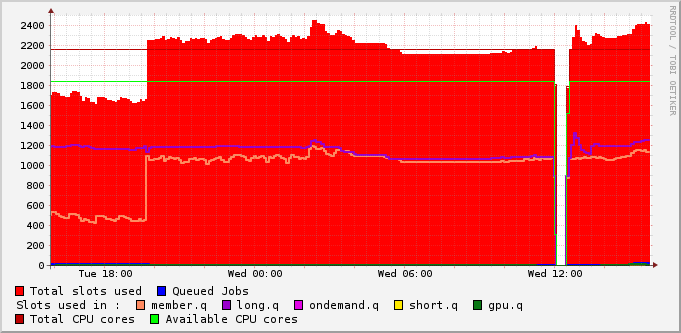 2400
2200
2000
1800
1600
1400
1200
1000
800
600
400
200
0
Tue 18:00 Wed 00:00 Wed 06:00 Wed 12:00
RRDTOOL / TOBI OETIKER
Total slots used Queued Jobs
Slots used in : member.q long.q ondemand.q short.q gpu.q
Total CPU cores Available CPU cores